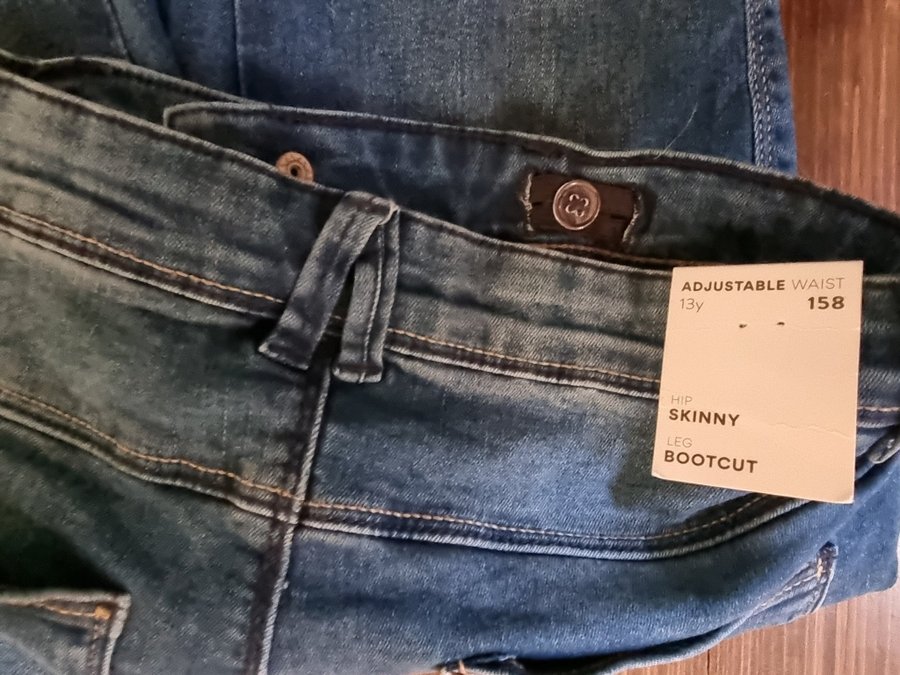 ADJUSTABLE WAIST
13y 158
HIP
SKINNY
LEG
BOOTCUT